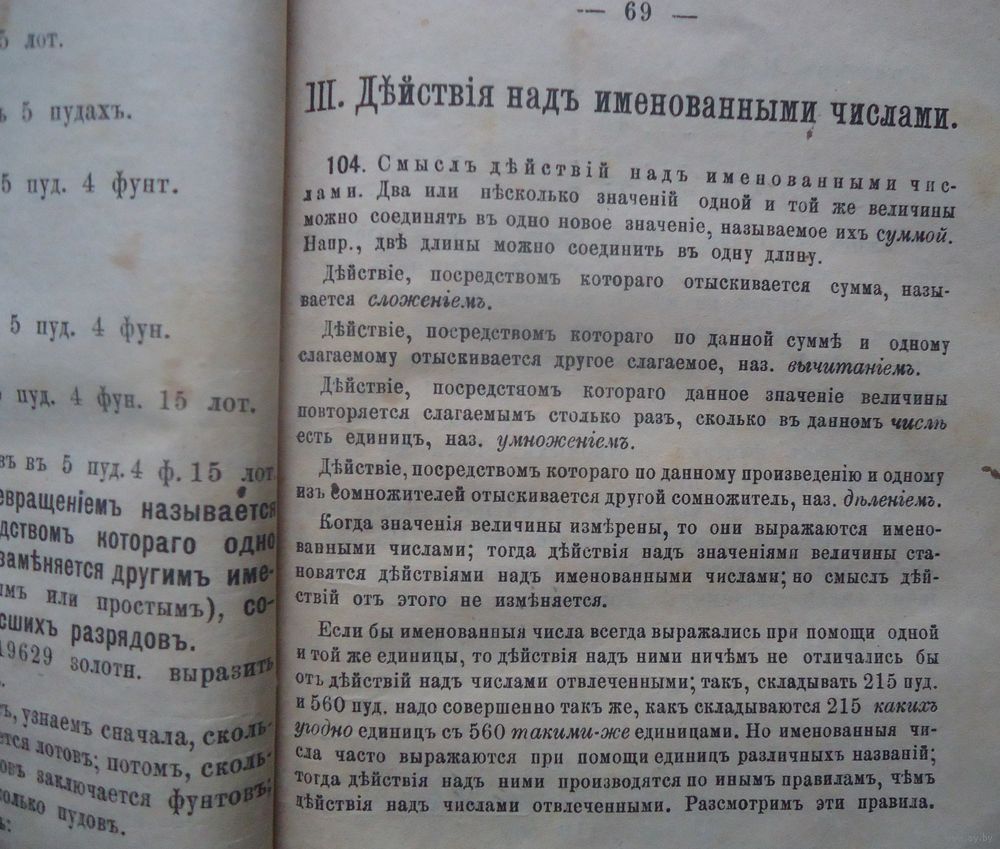 5 лот.
5 пудахъ.
5 пуд. 4 фунт.
5 пуд. 4 фун.
пуд. 4 фун. 15 лот.
въ 5 пуд. 4 ф. 15 лот.
евращеніемъ называется
дствомъ котораго одно
замѣняется другимъ име-
ымъ или простымъ), со-
сшихъ разрядовъ.
19629 золотн. выразить
узнаемъ сначала, сколь-
ется лотовъ; потомъ, сколь-
овъ заключается фунтовъ;
олько пудовъ.
— 69 —
III. Дѣйствія надъ именованными числами.
104. Смыслъ дѣйствій надъ именованными чис-
лами. Два или нѣсколько значеній одной и той же величины
можно соединять въ одно новое значеніе, называемое ихъ суммой.
Напр., двѣ длины можно соединить въ одну длину.
Дѣйствіе, посредствомъ котораго отыскивается сумма, назы-
вается сложеніемъ.
Дѣйствіе, посредствомъ котораго по данной суммѣ и одному
слагаемому отыскивается другое слагаемое, наз. вычитаніемъ.
Дѣйствіе, посредствомъ котораго данное значеніе величины
повторяется слагаемымъ столько разъ, сколько въ данномъ числѣ
есть единицъ, наз. умноженіемъ.
Дѣйствіе, посредствомъ котораго по данному произведенію и одному
изъ сомножителей отыскивается другой сомножитель, наз. дѣленіемъ.
Когда значенія величины измѣрены, то они выражаются имено-
ванными числами; тогда дѣйствія надъ значеніями величины ста-
новятся дѣйствіями надъ именованными числами; но смыслъ дѣй-
ствій отъ этого не измѣняется.
Если бы именованныя числа всегда выражались при помощи одной
и той же единицы, то дѣйствія надъ ними ничѣмъ не отличались бы
отъ дѣйствій надъ числами отвлеченными; такъ, складывать 215 пуд.
и 560 пуд. надо совершенно такъ же, какъ складываются 215 какихъ
угодно единицъ съ 560 такими-же единицами. Но именованныя чи-
сла часто выражаются при помощи единицъ различныхъ названій;
тогда дѣйствія надъ ними производятся по инымъ правиламъ, чѣмъ
дѣйствія надъ числами отвлеченными. Разсмотримъ эти правила.